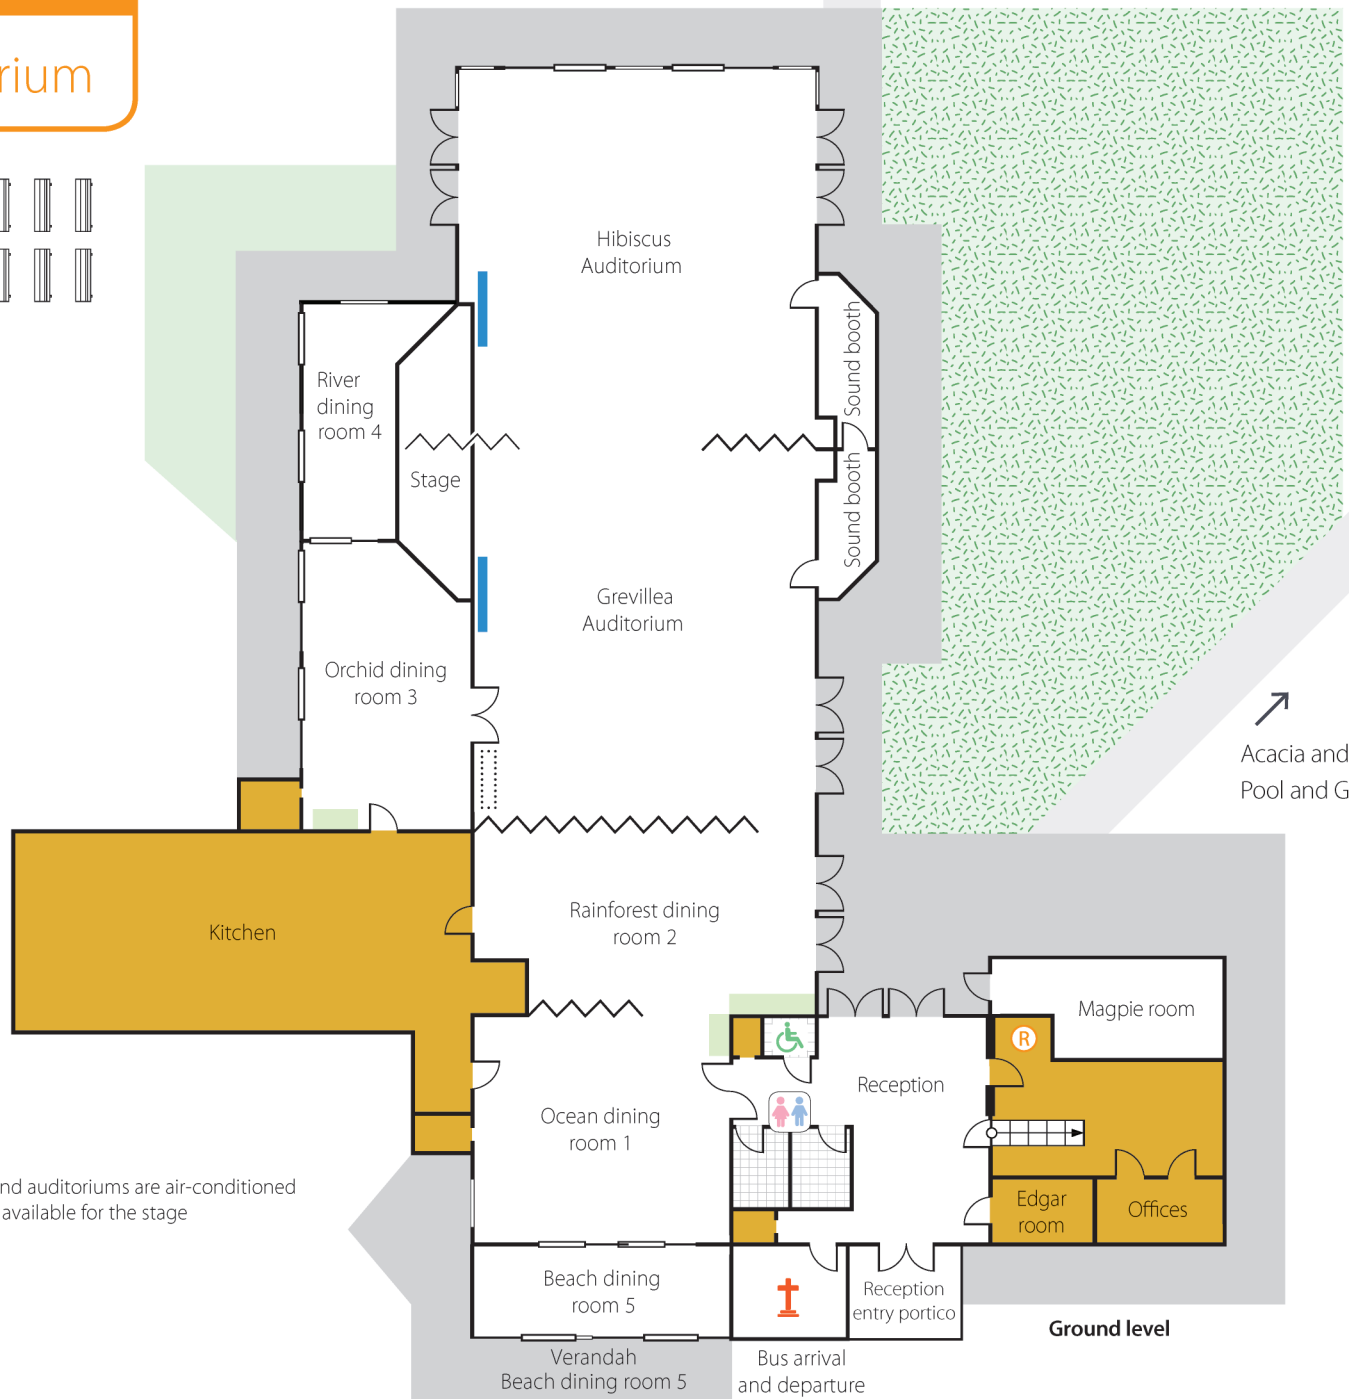 rium
Hibiscus
Auditorium
Sound booth
River
dining
room 4
Stage
Sound booth
Grevillea
Auditorium
Orchid dining
room 3
Acacia and
Pool and G
Rainforest dining
room 2
Kitchen
Magpie room
R
Reception
Ocean dining
room 1
nd auditoriums are air-conditioned
available for the stage
Edgar
room
Offices
Beach dining
room 5
Reception
entry portico
Ground level
Verandah
Beach dining room 5
Bus arrival
and departure